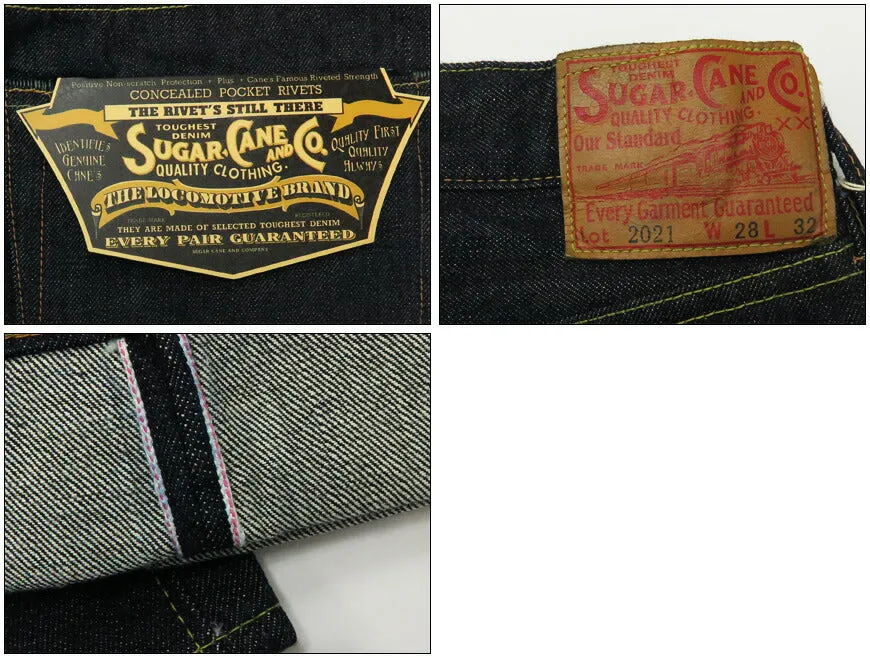 Positive Non-scratch Protection + Plus + Cane's Famous Riveted Strength
CONCEALED POCKET RIVETS
THE RIVET'S STILL THERE
IDENTIFIES
GENUINE
CANE'S
TOUGHEST
DENIM
SUGAR CANE AND CO.
QUALITY CLOTHING.
QUALITY FIRST
QUALITY
ALWAYS
THE LOCOMOTIVE BRAND
TRADE MARK REGISTERED
THEY ARE MADE OF SELECTED TOUGHEST DENIM
EVERY PAIR GUARANTEED
SUGAR CANE AND COMPANY
TOUGHEST
DENIM
SUGAR CANE AND CO.
QUALITY CLOTHING.
Our Standard XX
TRADE MARK
Every Garment Guaranteed
Lot 2021 W 28 L 32